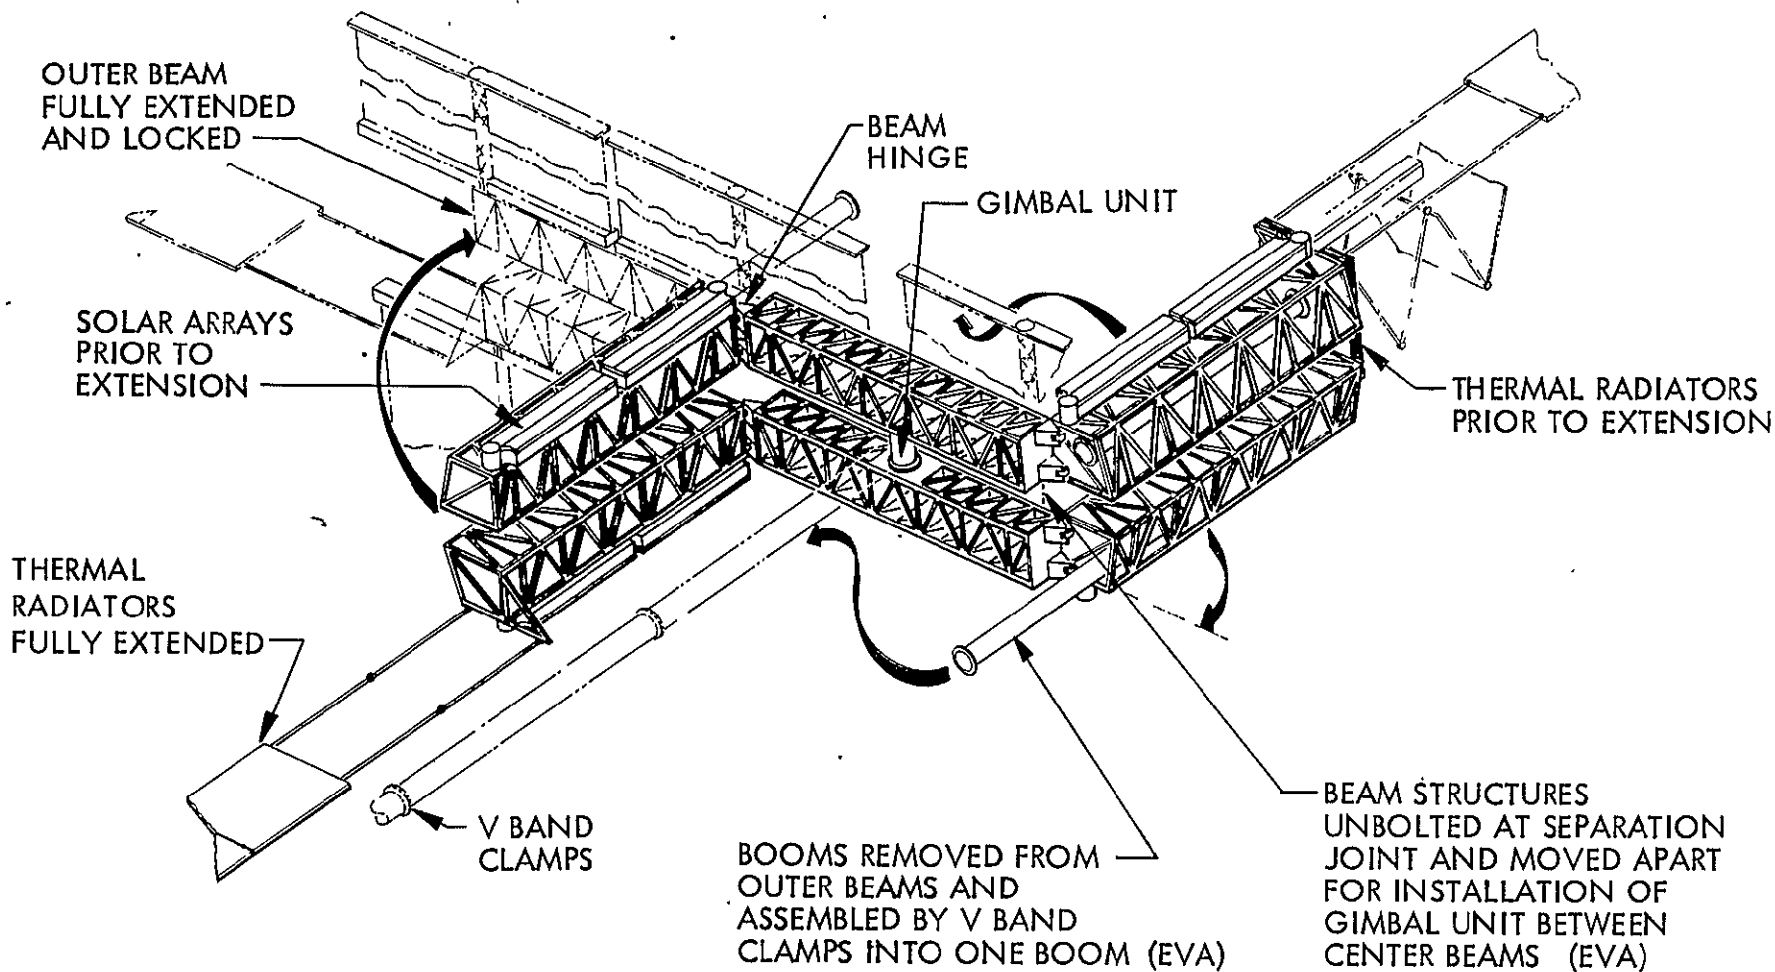 OUTER BEAM
FULLY EXTENDED
AND LOCKED
BEAM
HINGE
GIMBAL UNIT
SOLAR ARRAYS
PRIOR TO
EXTENSION
THERMAL RADIATORS
PRIOR TO EXTENSION
THERMAL
RADIATORS
FULLY EXTENDED
V BAND
CLAMPS
BOOMS REMOVED FROM
OUTER BEAMS AND
ASSEMBLED BY V BAND
CLAMPS INTO ONE BOOM (EVA)
BEAM STRUCTURES
UNBOLTED AT SEPARATION
JOINT AND MOVED APART
FOR INSTALLATION OF
GIMBAL UNIT BETWEEN
CENTER BEAMS (EVA)